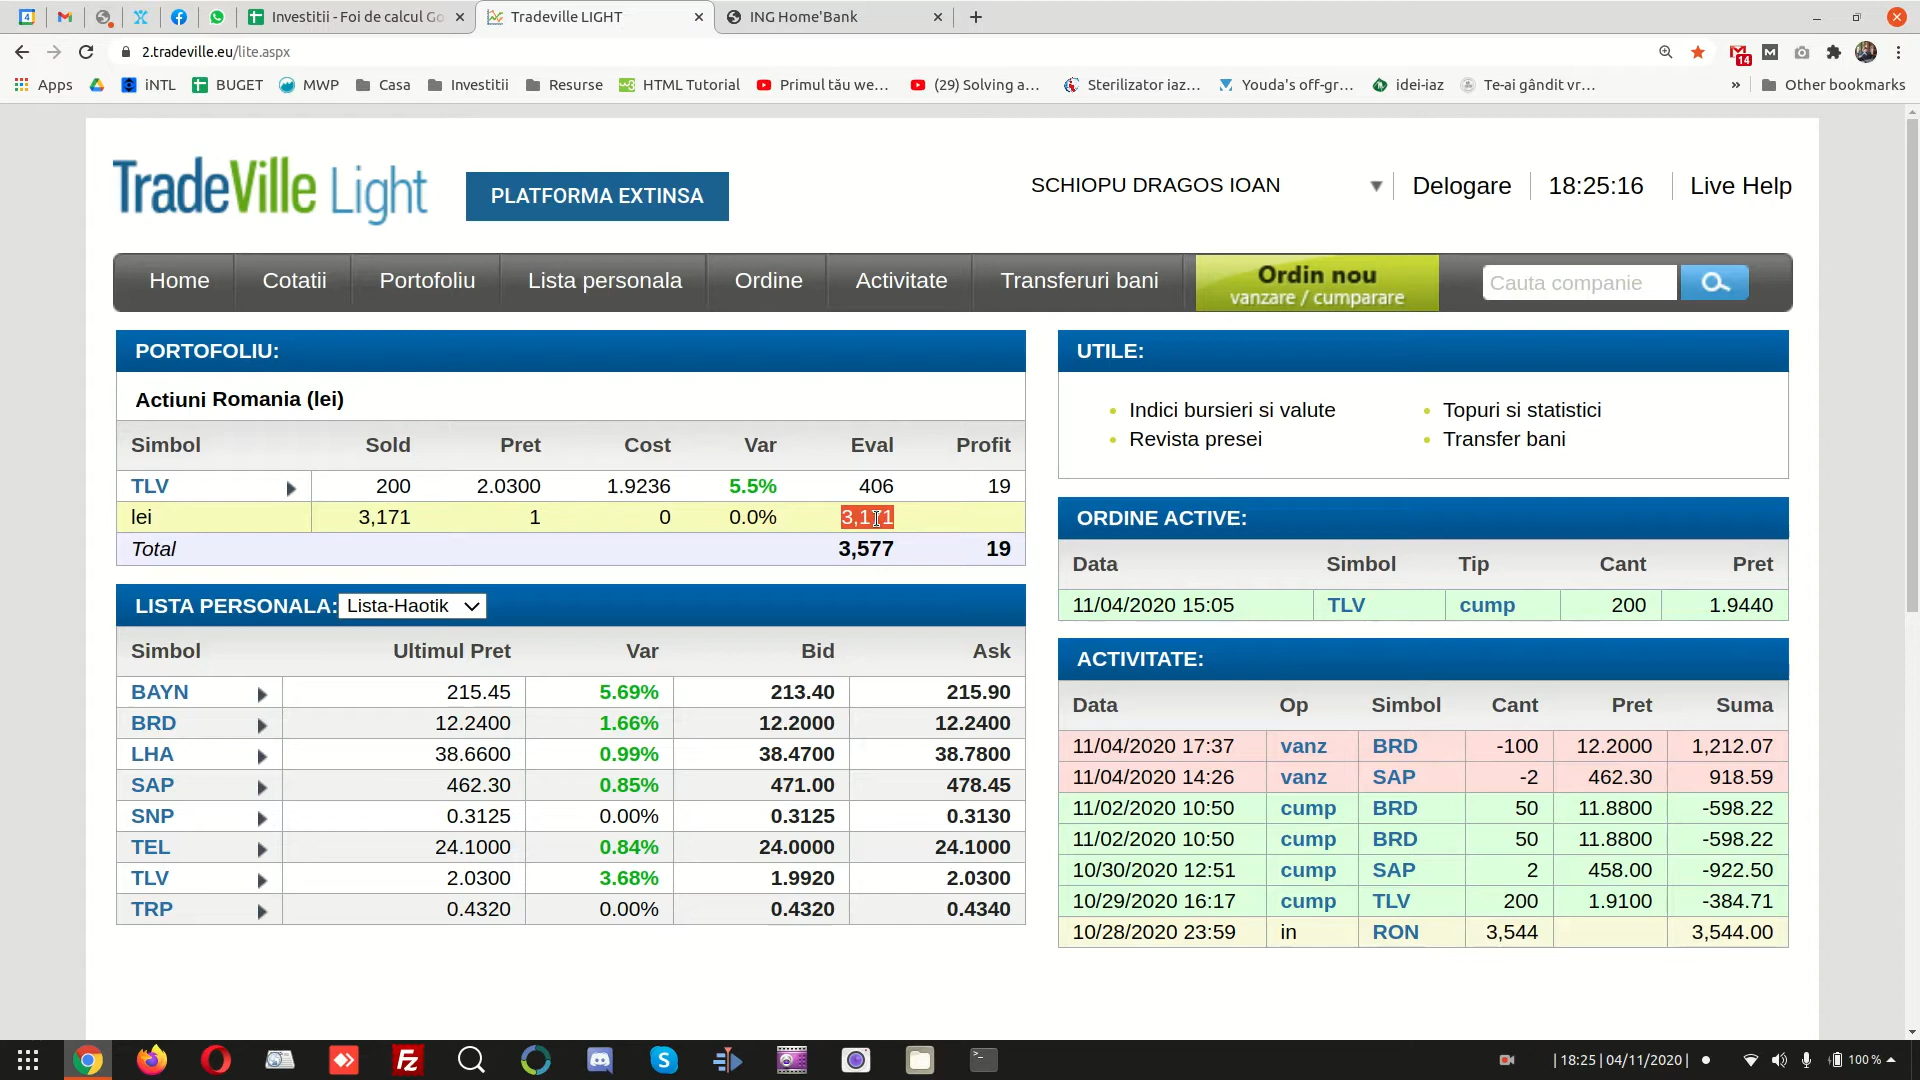 Investitii - Foi de calcul Go
Tradeville LIGHT
ING Home'Bank
2.tradeville.eu/lite.aspx
14
Apps iNTL BUGET MWP Casa Investitii Resurse HTML Tutorial Primul tău we... (29) Solving a... Sterilizator iaz... Youda's off-gr... idei-iaz Te-ai gândit vr... » Other bookmarks
TradeVille Light
PLATFORMA EXTINSA
SCHIOPU DRAGOS IOAN
Delogare
18:25:16
Live Help
Home Cotatii Portofoliu Lista personala Ordine Activitate Transferuri bani
Ordin nou
vanzare / cumparare
Cauta companie
PORTOFOLIU:
Actiuni Romania (lei)
Simbol Sold Pret Cost Var Eval Profit
TLV 200 2.0300 1.9236 5.5% 406 19
lei 3,171 1 0 0.0% 3,171
Total 3,577 19
LISTA PERSONALA: Lista-Haotik
Simbol Ultimul Pret Var Bid Ask
BAYN 215.45 5.69% 213.40 215.90
BRD 12.2400 1.66% 12.2000 12.2400
LHA 38.6600 0.99% 38.4700 38.7800
SAP 462.30 0.85% 471.00 478.45
SNP 0.3125 0.00% 0.3125 0.3130
TEL 24.1000 0.84% 24.0000 24.1000
TLV 2.0300 3.68% 1.9920 2.0300
TRP 0.4320 0.00% 0.4320 0.4340
UTILE:
Indici bursieri si valute
Revista presei
Topuri si statistici
Transfer bani
ORDINE ACTIVE:
Data Simbol Tip Cant Pret
11/04/2020 15:05 TLV cump 200 1.9440
ACTIVITATE:
Data Op Simbol Cant Pret Suma
11/04/2020 17:37 vanz BRD -100 12.2000 1,212.07
11/04/2020 14:26 vanz SAP -2 462.30 918.59
11/02/2020 10:50 cump BRD 50 11.8800 -598.22
11/02/2020 10:50 cump BRD 50 11.8800 -598.22
10/30/2020 12:51 cump SAP 2 458.00 -922.50
10/29/2020 16:17 cump TLV 200 1.9100 -384.71
10/28/2020 23:59 in RON 3,544 3,544.00
| 18:25 | 04/11/2020 | 100 %